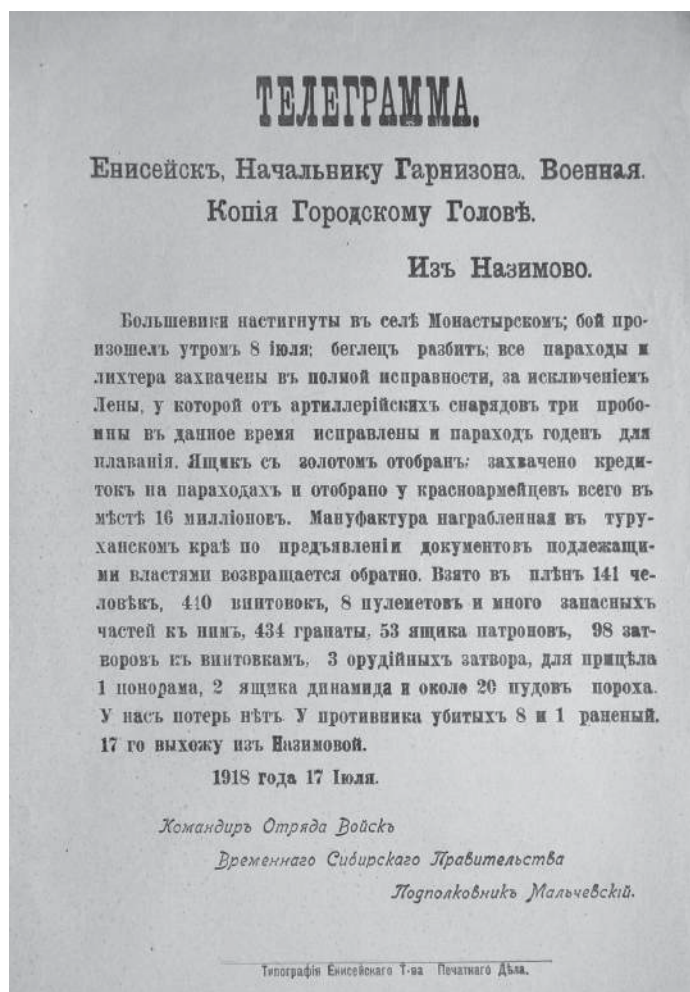 ТЕЛЕГРАММА.
Енисейскъ, Начальнику Гарнизона. Военная.
Копія Городскому Головѣ.
Изъ Назимово.
Большевики настигнуты въ селѣ Монастырскомъ; бой про-
изошелъ утромъ 8 іюля; беглецъ разбитъ; все параходы и
лихтера захвачены въ полной исправности, за исключеніемъ
Лены, у которой отъ артиллерійскихъ снарядовъ три пробо-
ины въ данное время исправлены и параходъ годенъ для
плаванія. Ящикъ съ золотомъ отобранъ; захвачено креди-
токъ на параходахъ и отобрано у красноармейцевъ всего въ
мѣстѣ 16 милліоновъ. Мануфактура награбленная въ туру-
ханскомъ краѣ по прэдъявленіи документовъ подлежащи-
ми властями возвращается обратно. Взято въ плѣнъ 141 че-
ловѣкъ, 410 винтовокъ, 8 пулеметовъ и много запасныхъ
частей къ нимъ, 434 гранаты, 53 ящика патроновъ, 98 зат-
воровъ къ винтовкамъ, 3 орудійныхъ затвора, для прицѣла
1 понорама, 2 ящика динамида и около 20 пудовъ пороха.
У насъ потерь нѣтъ. У противника убитыхъ 8 и 1 раненый.
17 го выхожу изъ Назимовой.
1918 года 17 Іюля.
Командиръ Отряда Войскъ
Временнаго Сибирскаго Правительства
Подполковникъ Мальчевскій.
Типографія Енисейскаго Т-ва Печатнаго Дѣла.